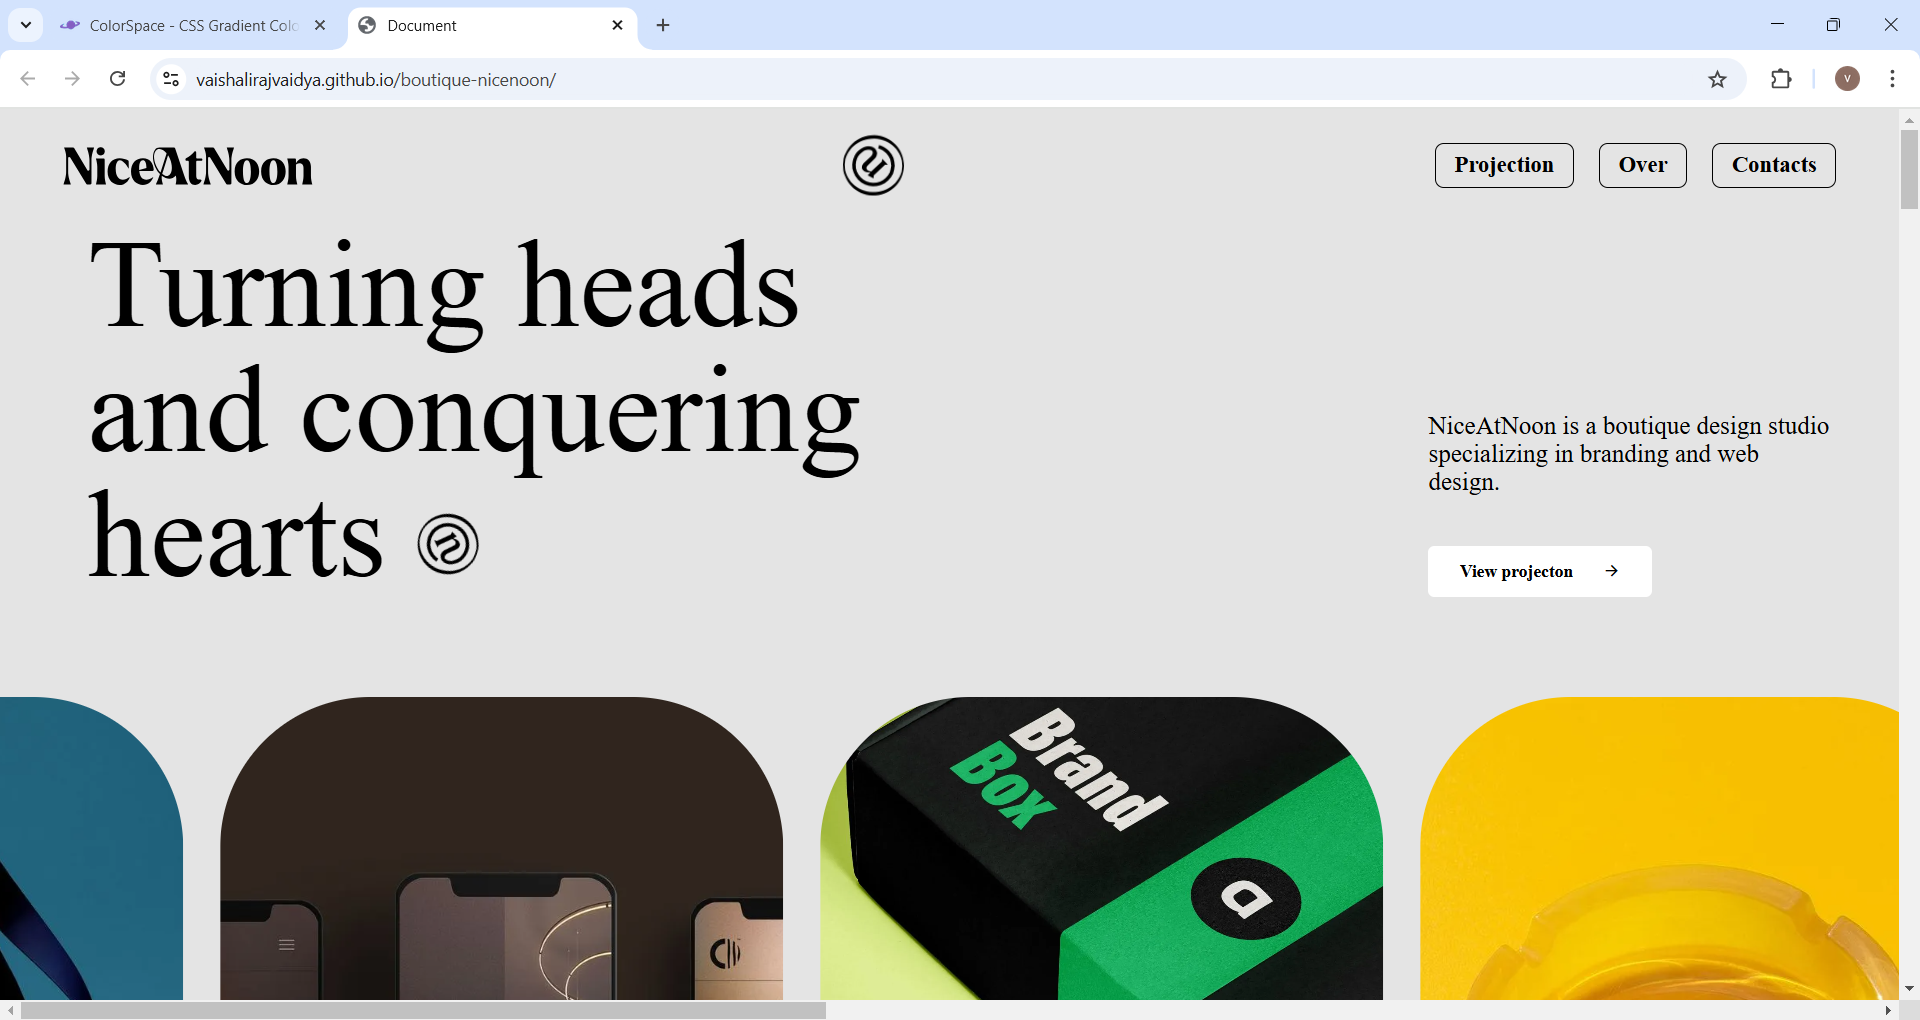 ColorSpace - CSS Gradient Colo
Document
vaishalirajvaidya.github.io/boutique-nicenoon/
V
NiceAtNoon
Projection
Over
Contacts
Turning heads
and conquering
hearts
NiceAtNoon is a boutique design studio
specializing in branding and web
design.
View projecton
Brand
Box
a